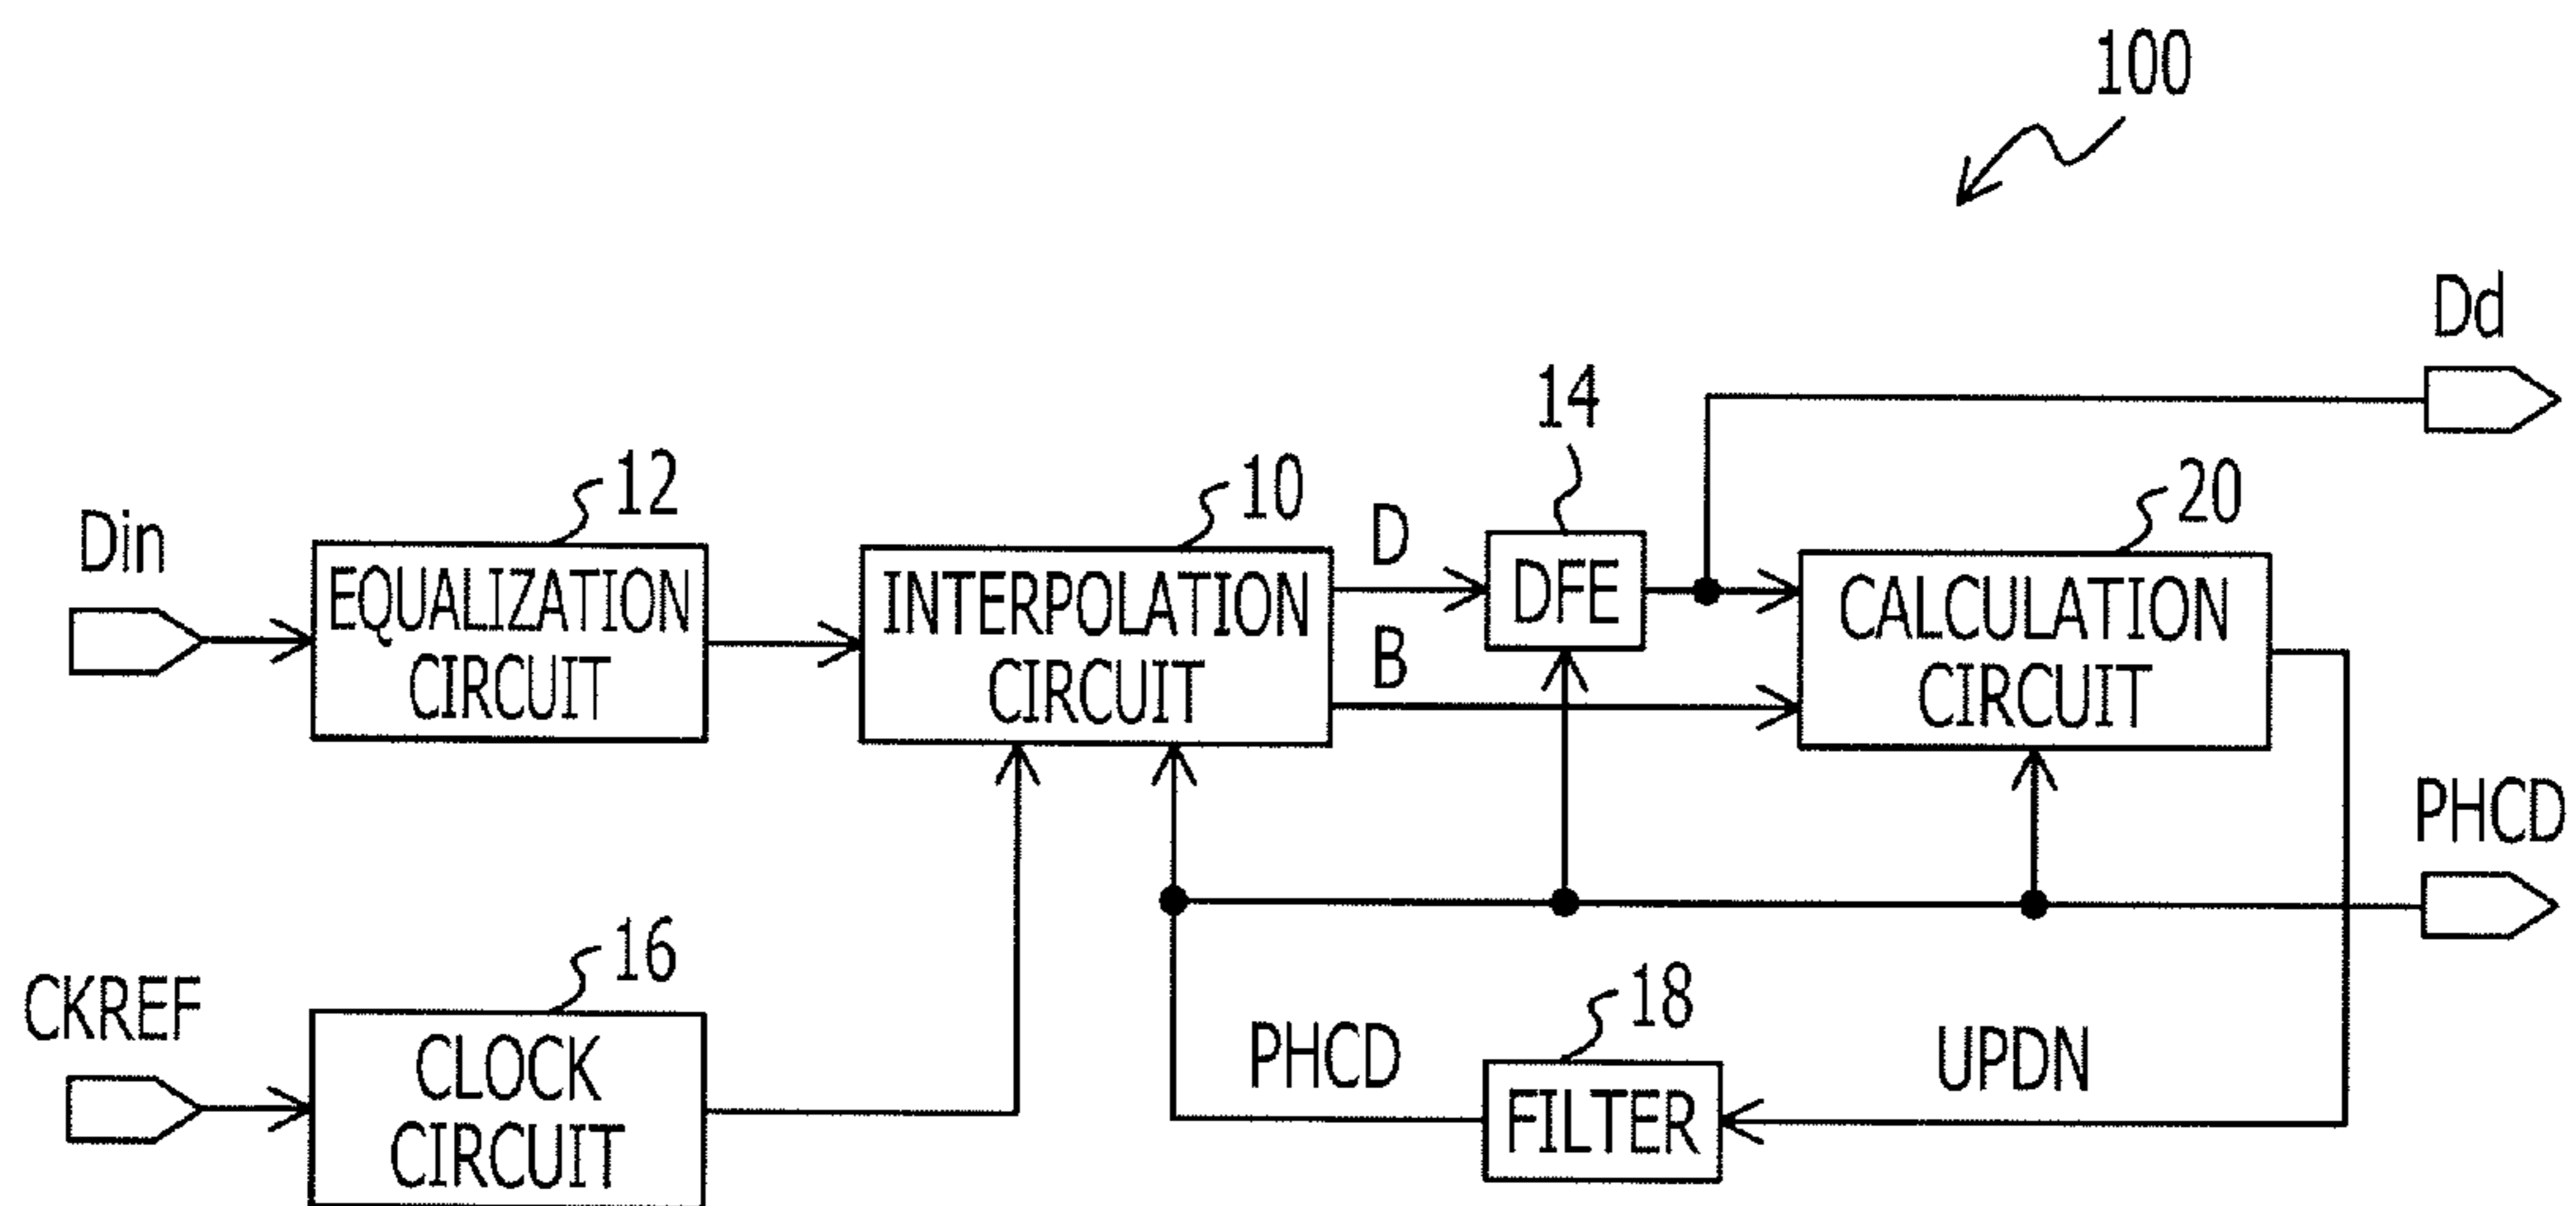 100
Dd
14
12
10
20
Din
D
EQUALIZATION
CIRCUIT
INTERPOLATION
CIRCUIT
DFE
CALCULATION
CIRCUIT
B
PHCD
16
18
CKREF
CLOCK
CIRCUIT
PHCD
FILTER
UPDN